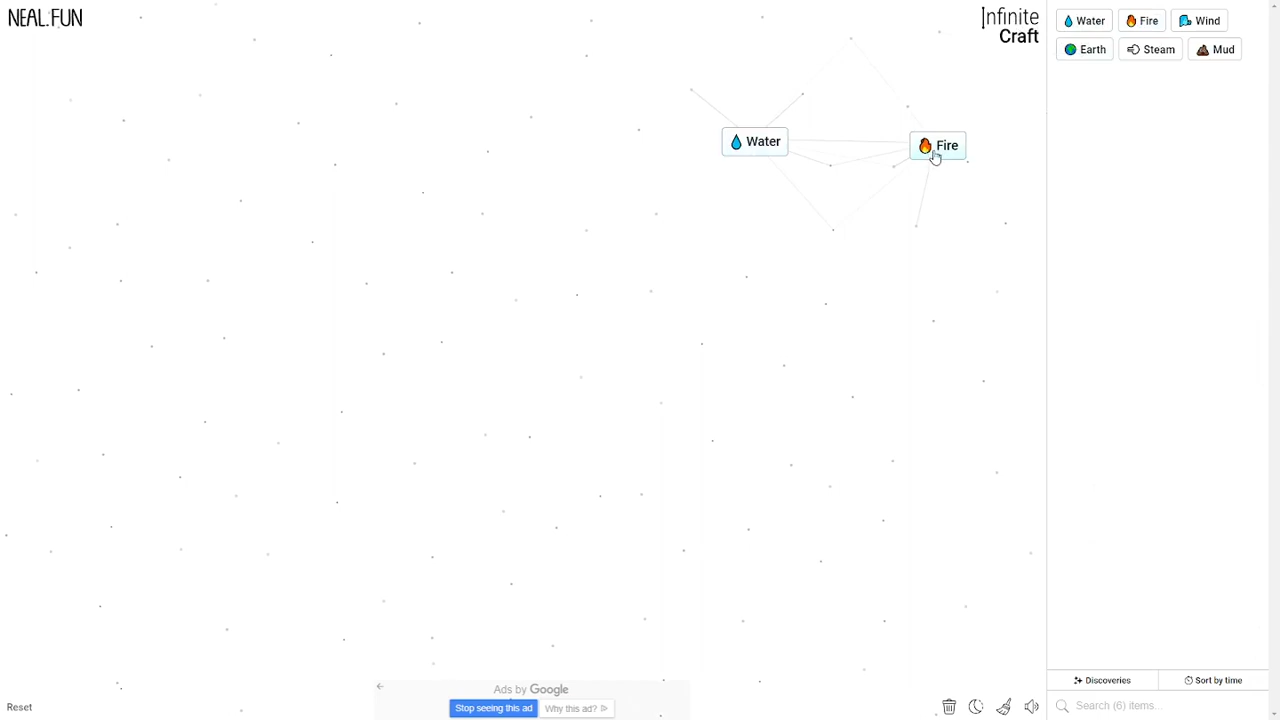 NEAL.FUN
Infinite
Craft
Water
Fire
Wind
Earth
Steam
Mud
Water
Fire
Ads by Google
Stop seeing this ad
Why this ad?
Reset
Discoveries
Sort by time
Search (6) items...